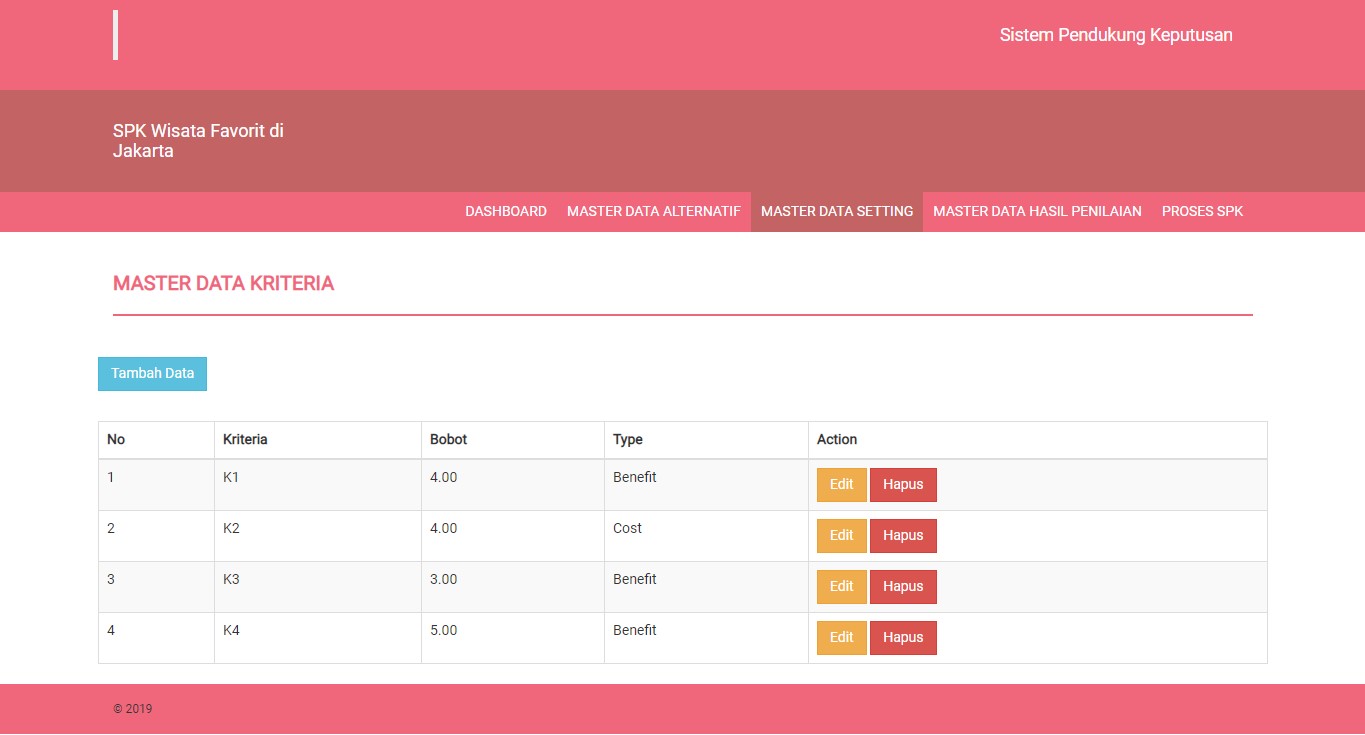 Sistem Pendukung Keputusan
SPK Wisata Favorit di
Jakarta
DASHBOARD MASTER DATA ALTERNATIF MASTER DATA SETTING MASTER DATA HASIL PENILAIAN PROSES SPK
MASTER DATA KRITERIA
Tambah Data
No Kriteria Bobot Type Action
1 K1 4.00 Benefit Edit Hapus
2 K2 4.00 Cost Edit Hapus
3 K3 3.00 Benefit Edit Hapus
4 K4 5.00 Benefit Edit Hapus
© 2019